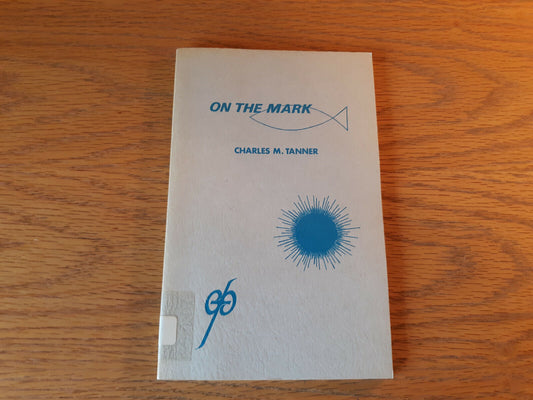 ON THE MARK
CHARLES M. TANNER